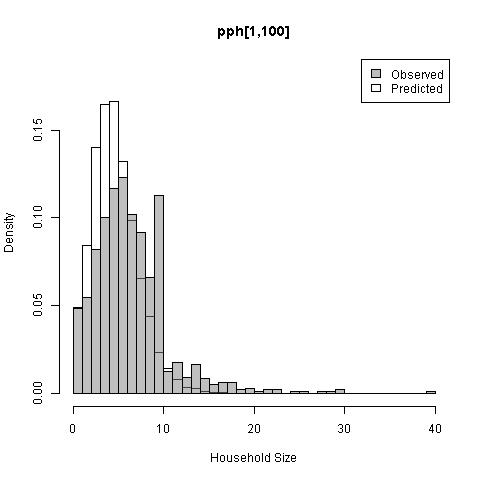 pph[1,100]
Observed
Predicted
Density
0.15
0.10
0.05
0.00
0 10 20 30 40
Household Size